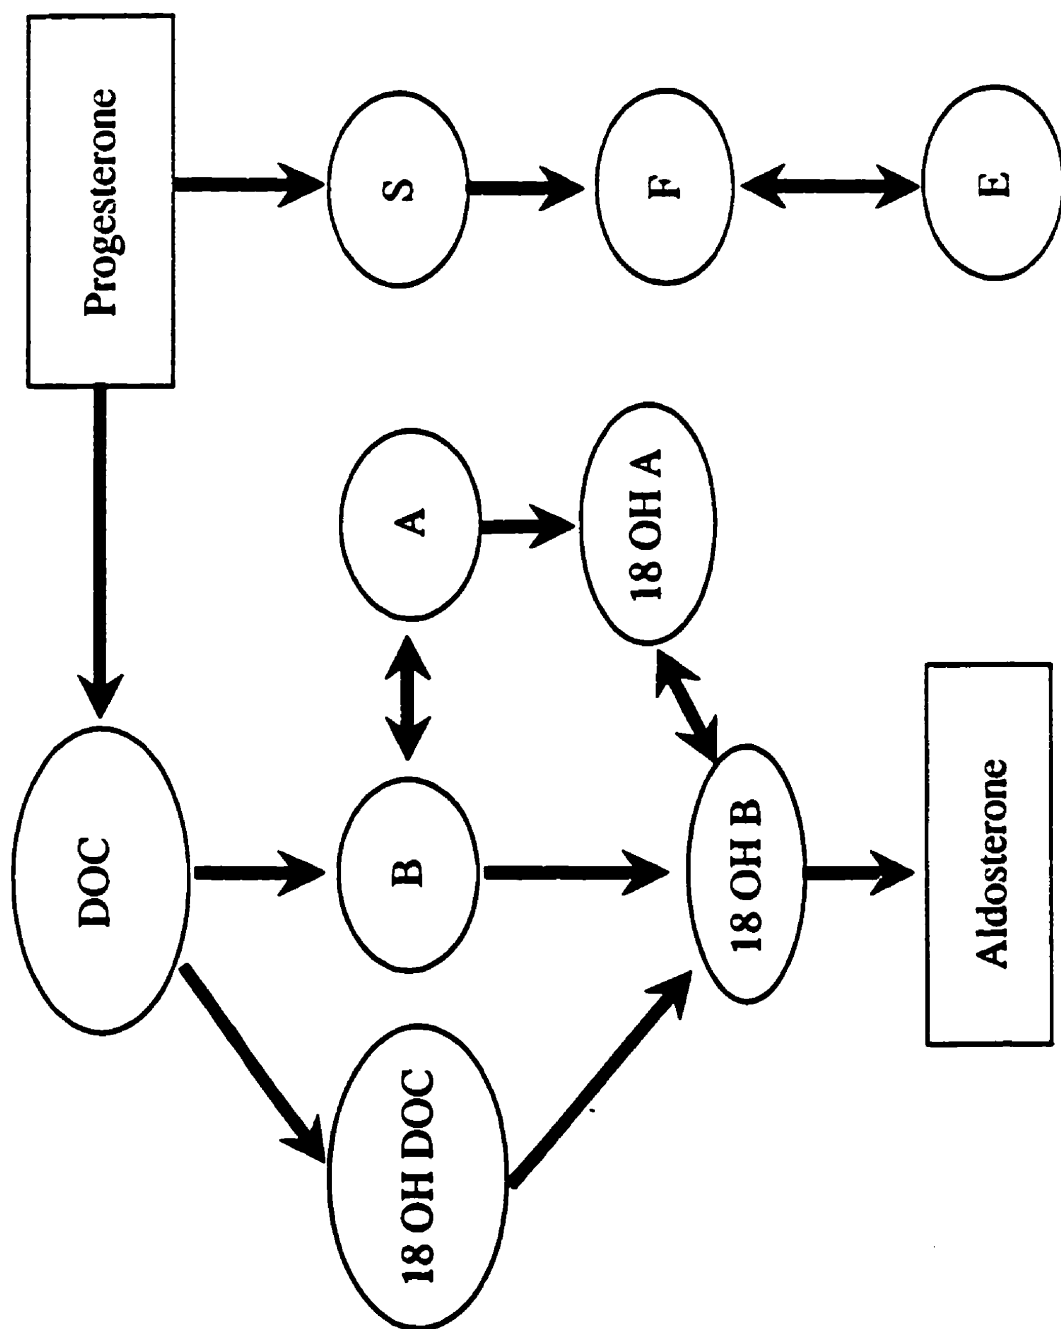 Progesterone
DOC
S
A
B
18 OH DOC
F
18 OH A
18 OH B
E
Aldosterone